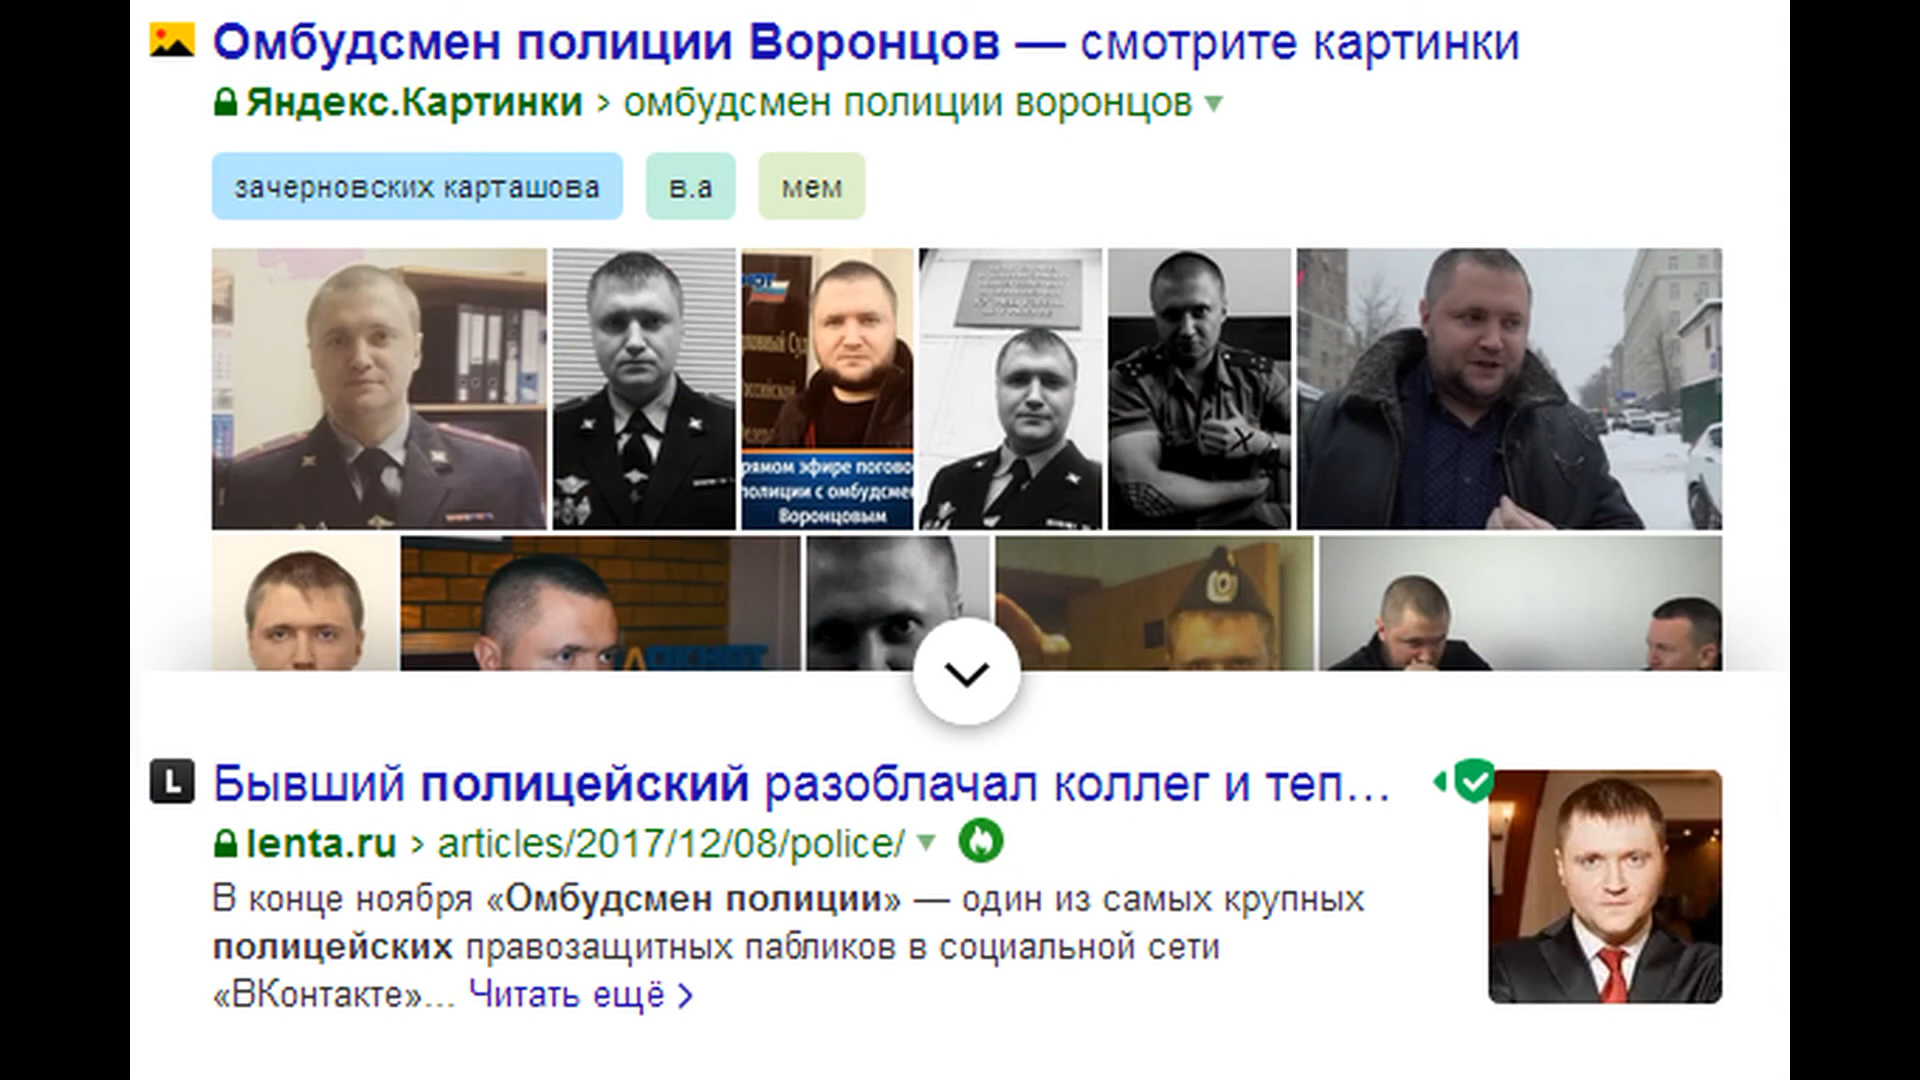 Омбудсмен полиции Воронцов — смотрите картинки
Яндекс.Картинки › омбудсмен полиции воронцов
зачерновских карташова
в.а
мем
рямом эфире погово
полиции с омбудсме
Воронцовым
L Бывший полицейский разоблачал коллег и теп...
lenta.ru › articles/2017/12/08/police/
В конце ноября «Омбудсмен полиции» — один из самых крупных
полицейских правозащитных пабликов в социальной сети
«ВКонтакте»... Читать ещё >